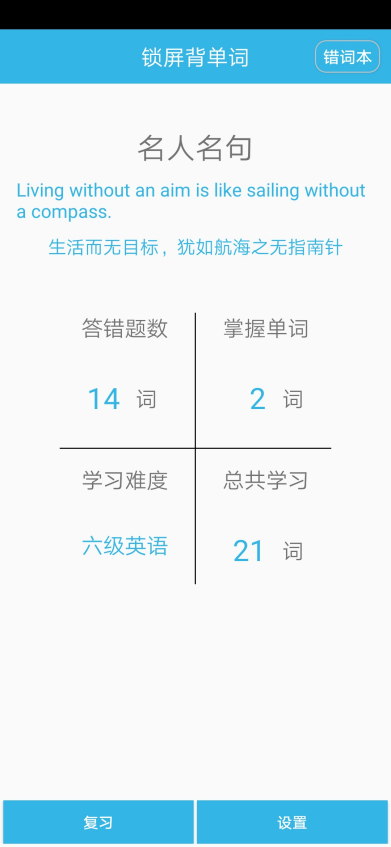 锁屏背单词
错词本
名人名句
Living without an aim is like sailing without
a compass.
生活而无目标，犹如航海之无指南针
答错题数
掌握单词
14 词
2 词
学习难度
总共学习
六级英语
21 词
复习
设置